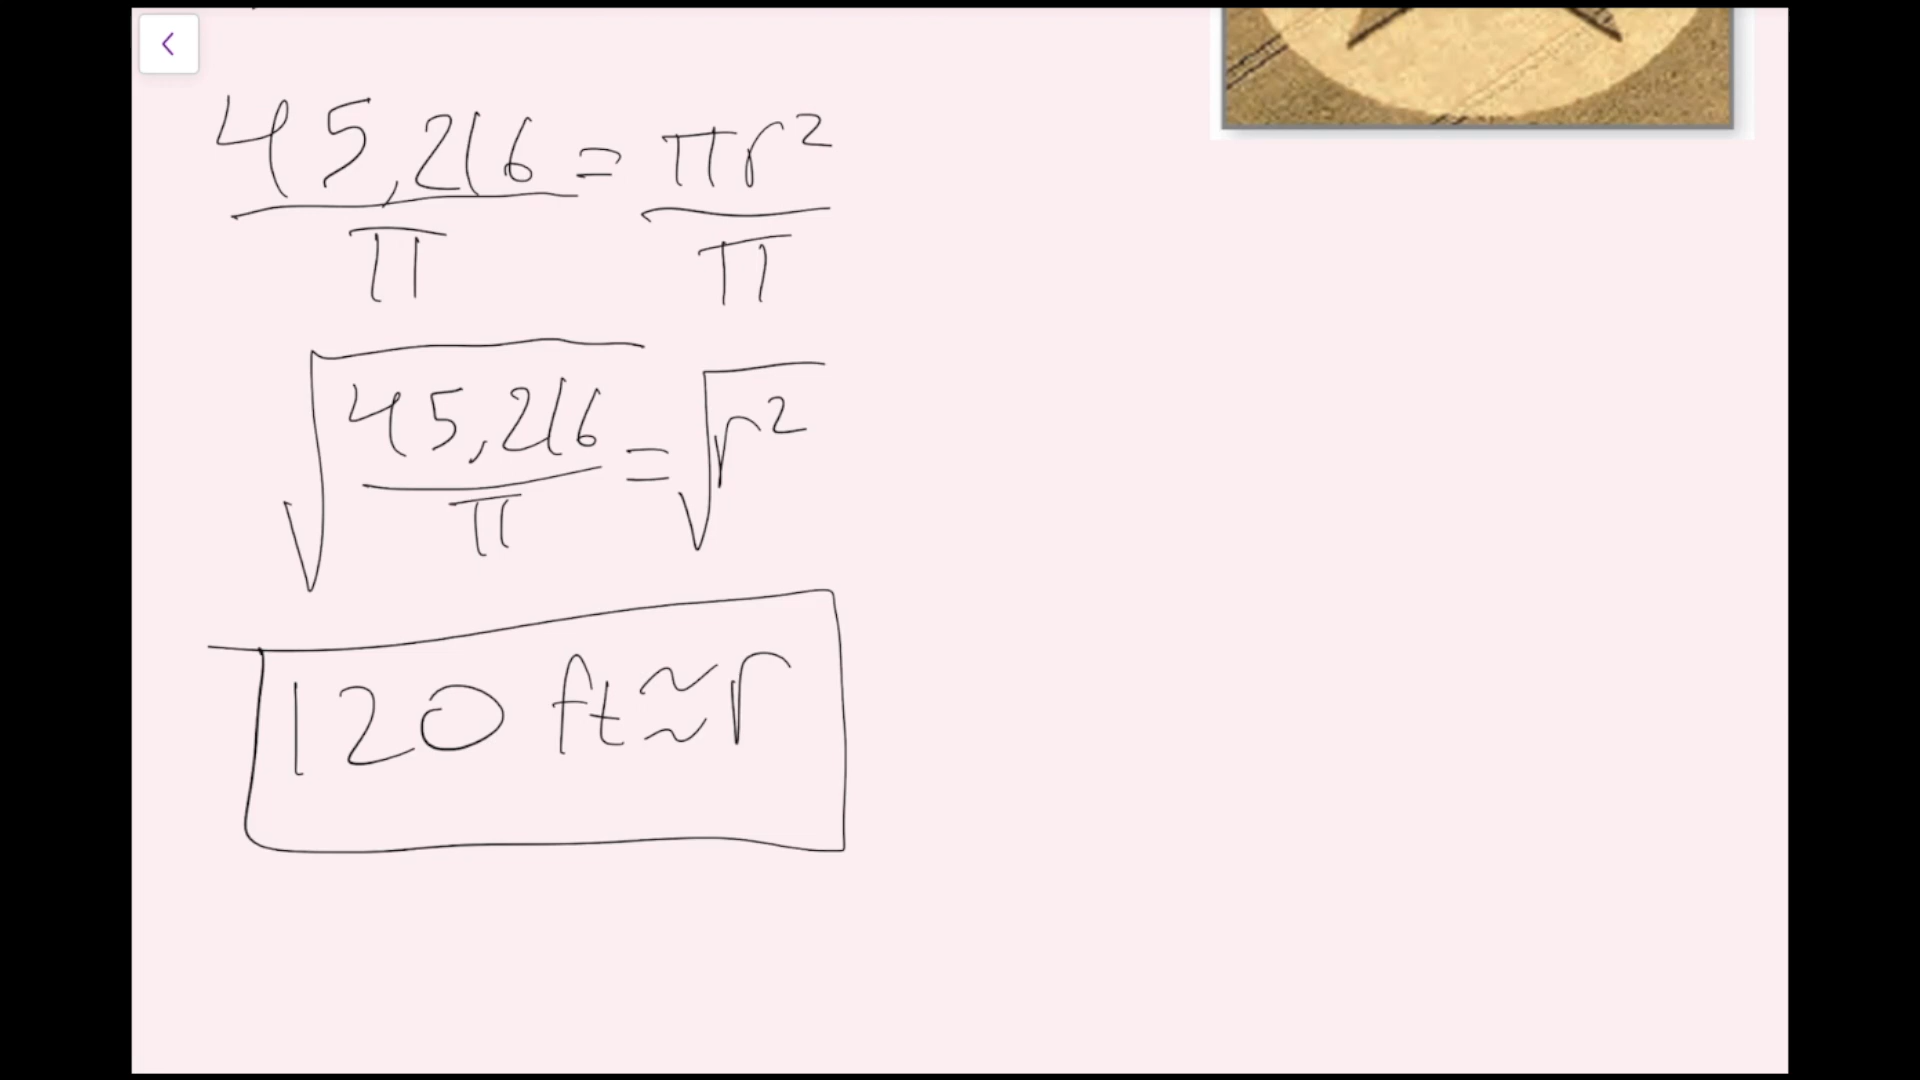 45,216 = πr²
π π
√45,216 = √r²
π
120 ft ≈ r